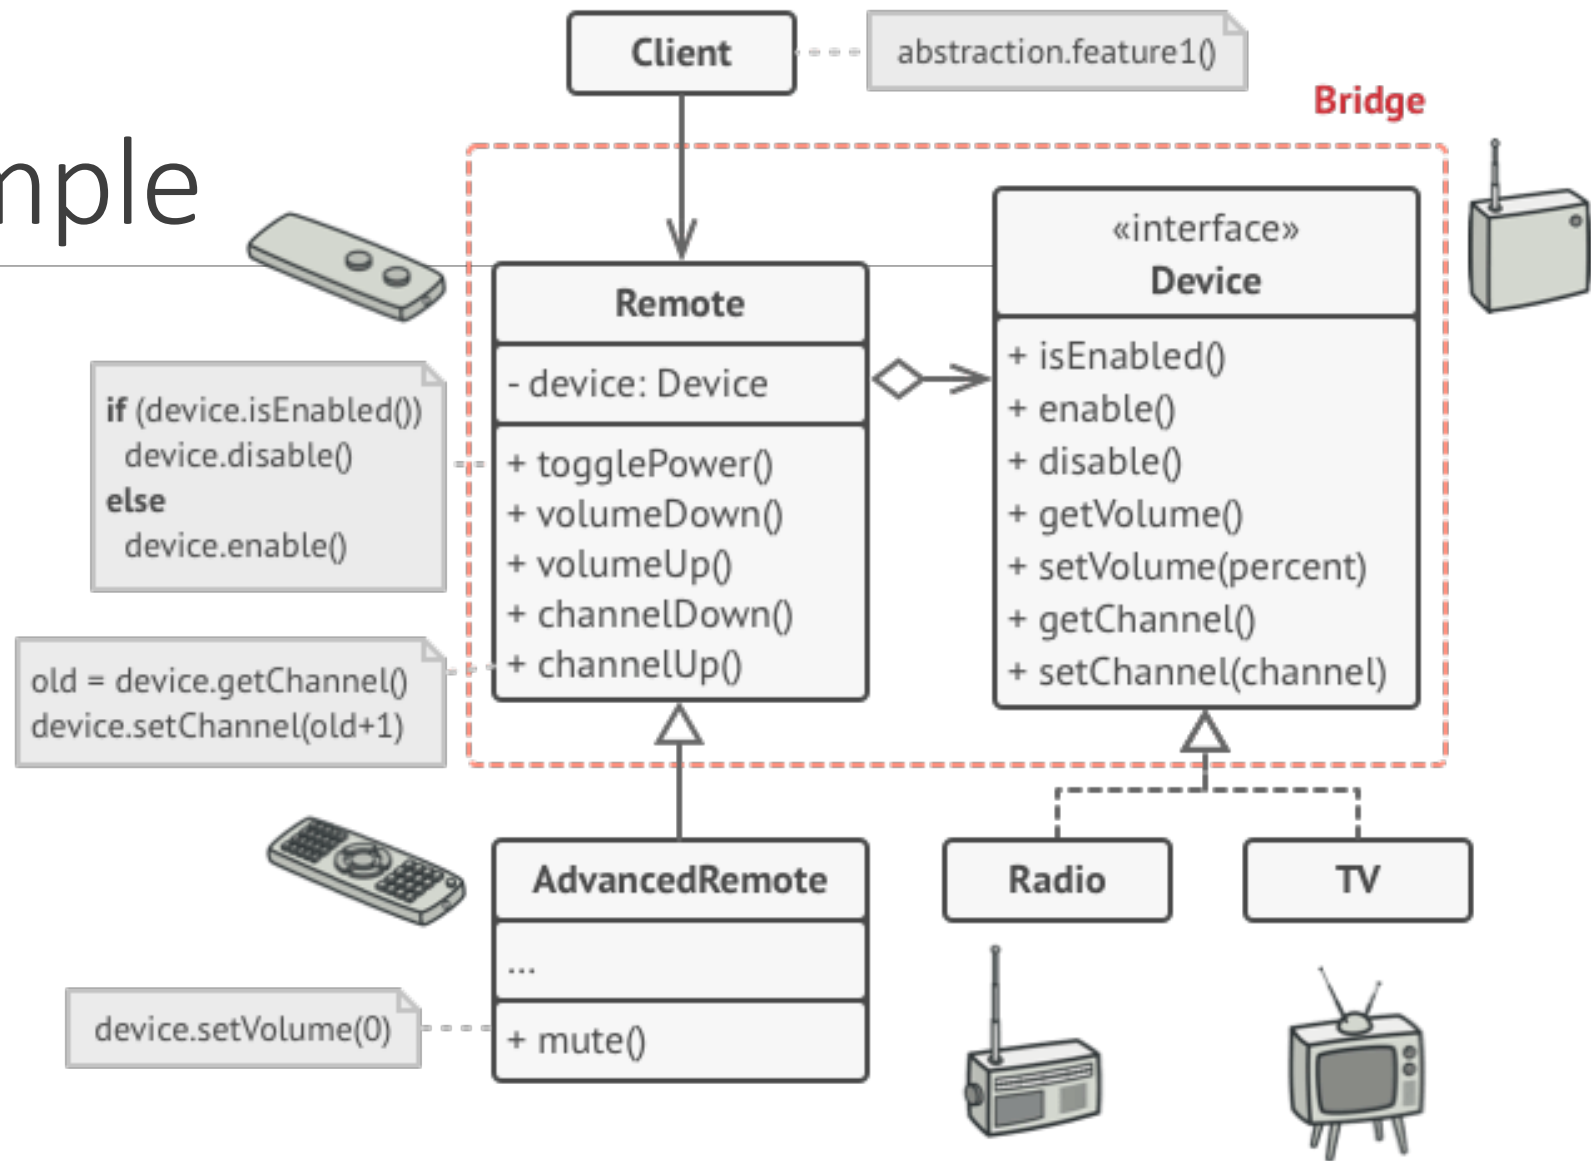 Client
abstraction.feature1()
Bridge
mple
«interface»
Device
+ isEnabled()
+ enable()
+ disable()
+ getVolume()
+ setVolume(percent)
+ getChannel()
+ setChannel(channel)
Remote
- device: Device
+ togglePower()
+ volumeDown()
+ volumeUp()
+ channelDown()
+ channelUp()
if (device.isEnabled())
device.disable()
else
device.enable()
old = device.getChannel()
device.setChannel(old+1)
AdvancedRemote
...
+ mute()
device.setVolume(0)
Radio
TV